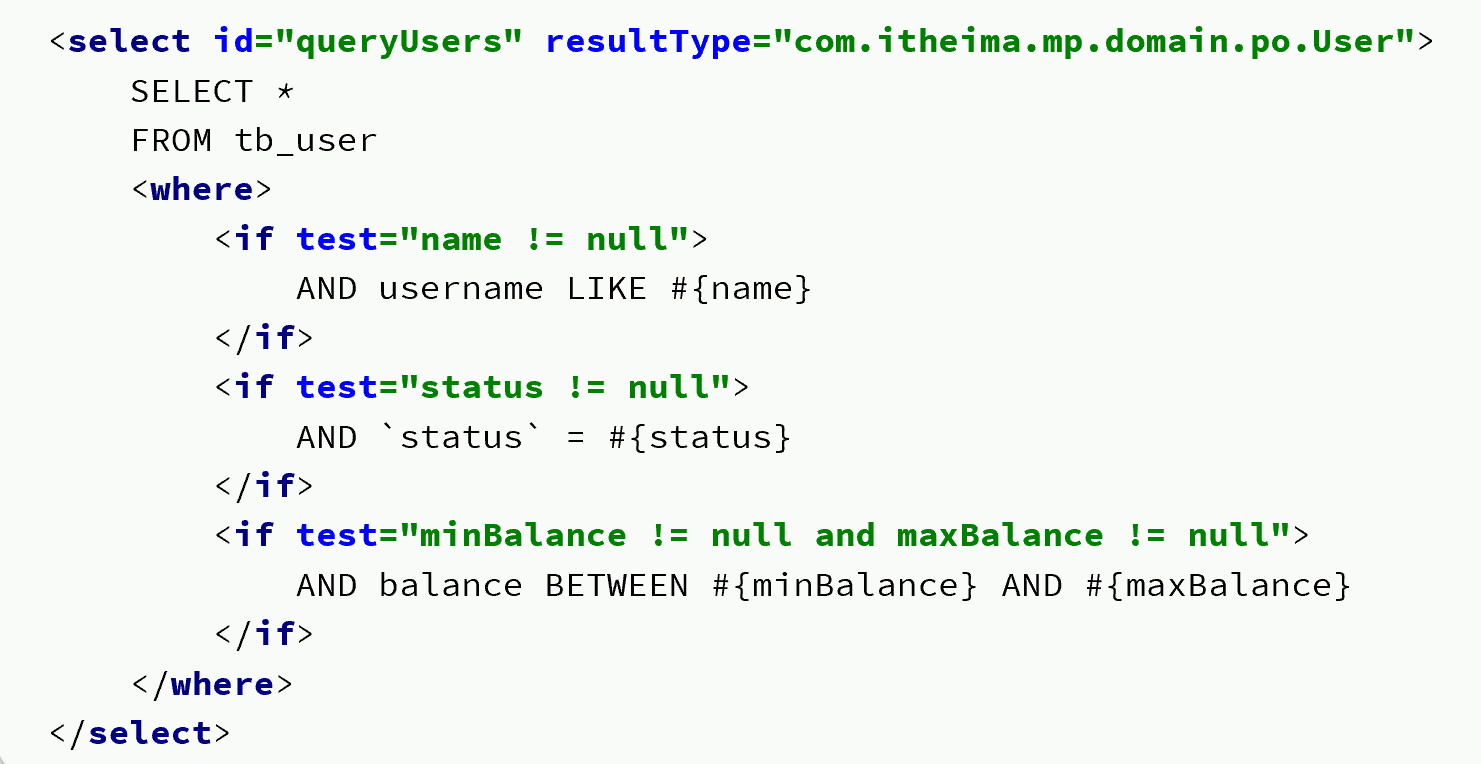 <select id="queryUsers" resultType="com.itheima.mp.domain.po.User">
    SELECT *
    FROM tb_user
    <where>
        <if test="name != null">
            AND username LIKE #{name}
        </if>
        <if test="status != null">
            AND `status` = #{status}
        </if>
        <if test="minBalance != null and maxBalance != null">
            AND balance BETWEEN #{minBalance} AND #{maxBalance}
        </if>
    </where>
</select>